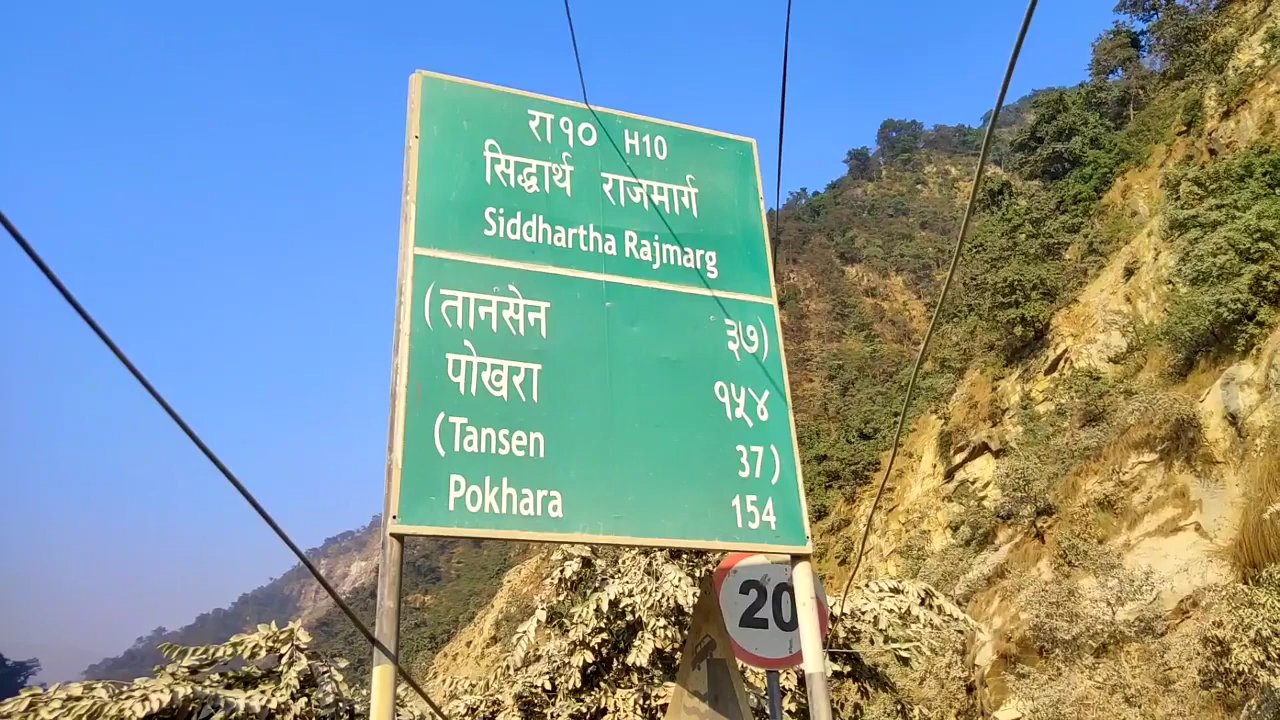 रा१० H10
सिद्धार्थ राजमार्ग
Siddhartha Rajmarg
(तानसेन ३७)
पोखरा १५४
(Tansen 37)
Pokhara 154
20